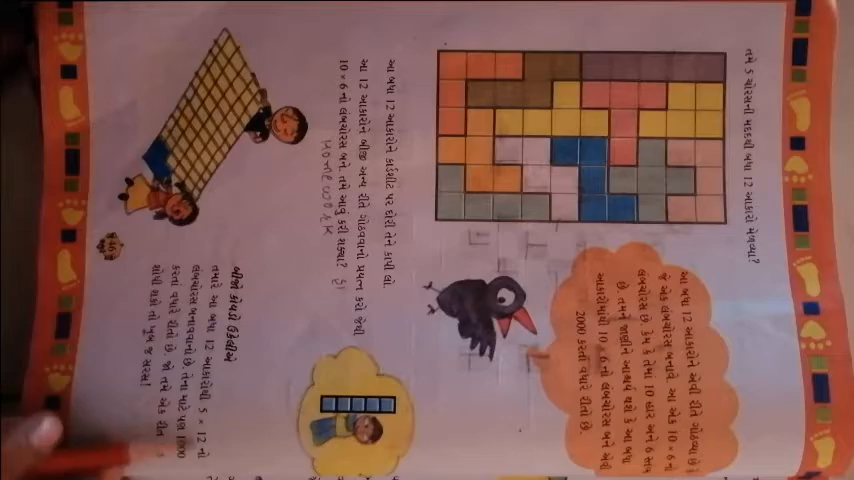 તમે 5 ચોરસની મદદથી બધા 12 આકારો મેળવ્યા?
આ બધા 12 આકારોને એવી રીતે ગોઠવ્યા છે કે
જે એક લંબચોરસ બનાવે. આ એક 10 × 6 નો
લંબચોરસ છે. કેમ કે તેમાં 10 હાર અને 6 સ્તંભ
છે. તમને જાણીને આશ્ચર્ય થશે કે આ બધા
આકારોમાંથી 10 × 6 નો લંબચોરસ બને એવી
2000 કરતાં વધારે રીતો છે.
આ બધા 12 આકારોને કાર્ડશીટ પર દોરી તેને કાપી લો.
આ 12 આકારોને બીજી અન્ય રીતે ગોઠવવાનો પ્રયત્ન કરો જેથી
10 × 6 નો લંબચોરસ બને. તમે આવું કરી શક્યા? હા
Homework
બીજો કોયડો ઉકેલીએ
તમારે આ બધા 12 આકારોથી 5 × 12 નો
લંબચોરસ બનાવવાનો છે. તેના માટે પણ 1000
કરતાં વધારે રીતો છે. જો તમે એક રીત
શોધી શકો તો ખૂબ જ સરસ!
46